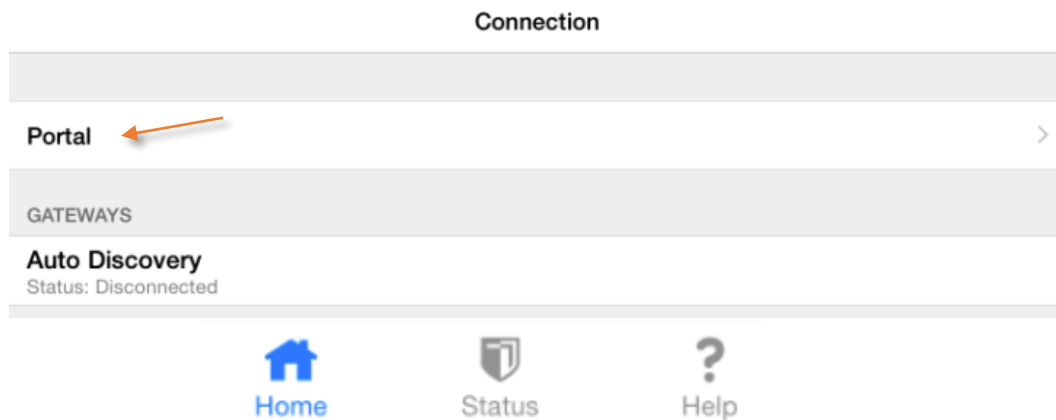 Connection
Portal
GATEWAYS
Auto Discovery
Status: Disconnected
Home Status Help